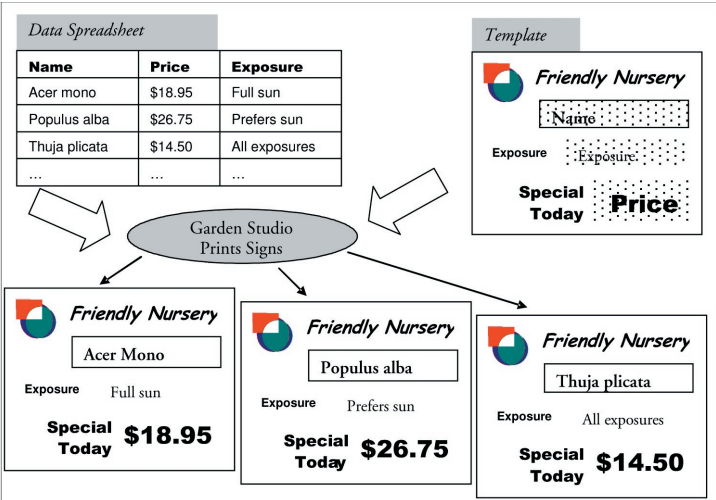 Data Spreadsheet
Name Price Exposure
Acer mono $18.95 Full sun
Populus alba $26.75 Prefers sun
Thuja plicata $14.50 All exposures
... ... ...
Template
Friendly Nursery
Name
Exposure Exposure
Special
Today Price
Garden Studio
Prints Signs
Friendly Nursery
Acer Mono
Exposure Full sun
Special
Today $18.95
Friendly Nursery
Populus alba
Exposure Prefers sun
Special
Today $26.75
Friendly Nursery
Thuja plicata
Exposure All exposures
Special
Today $14.50